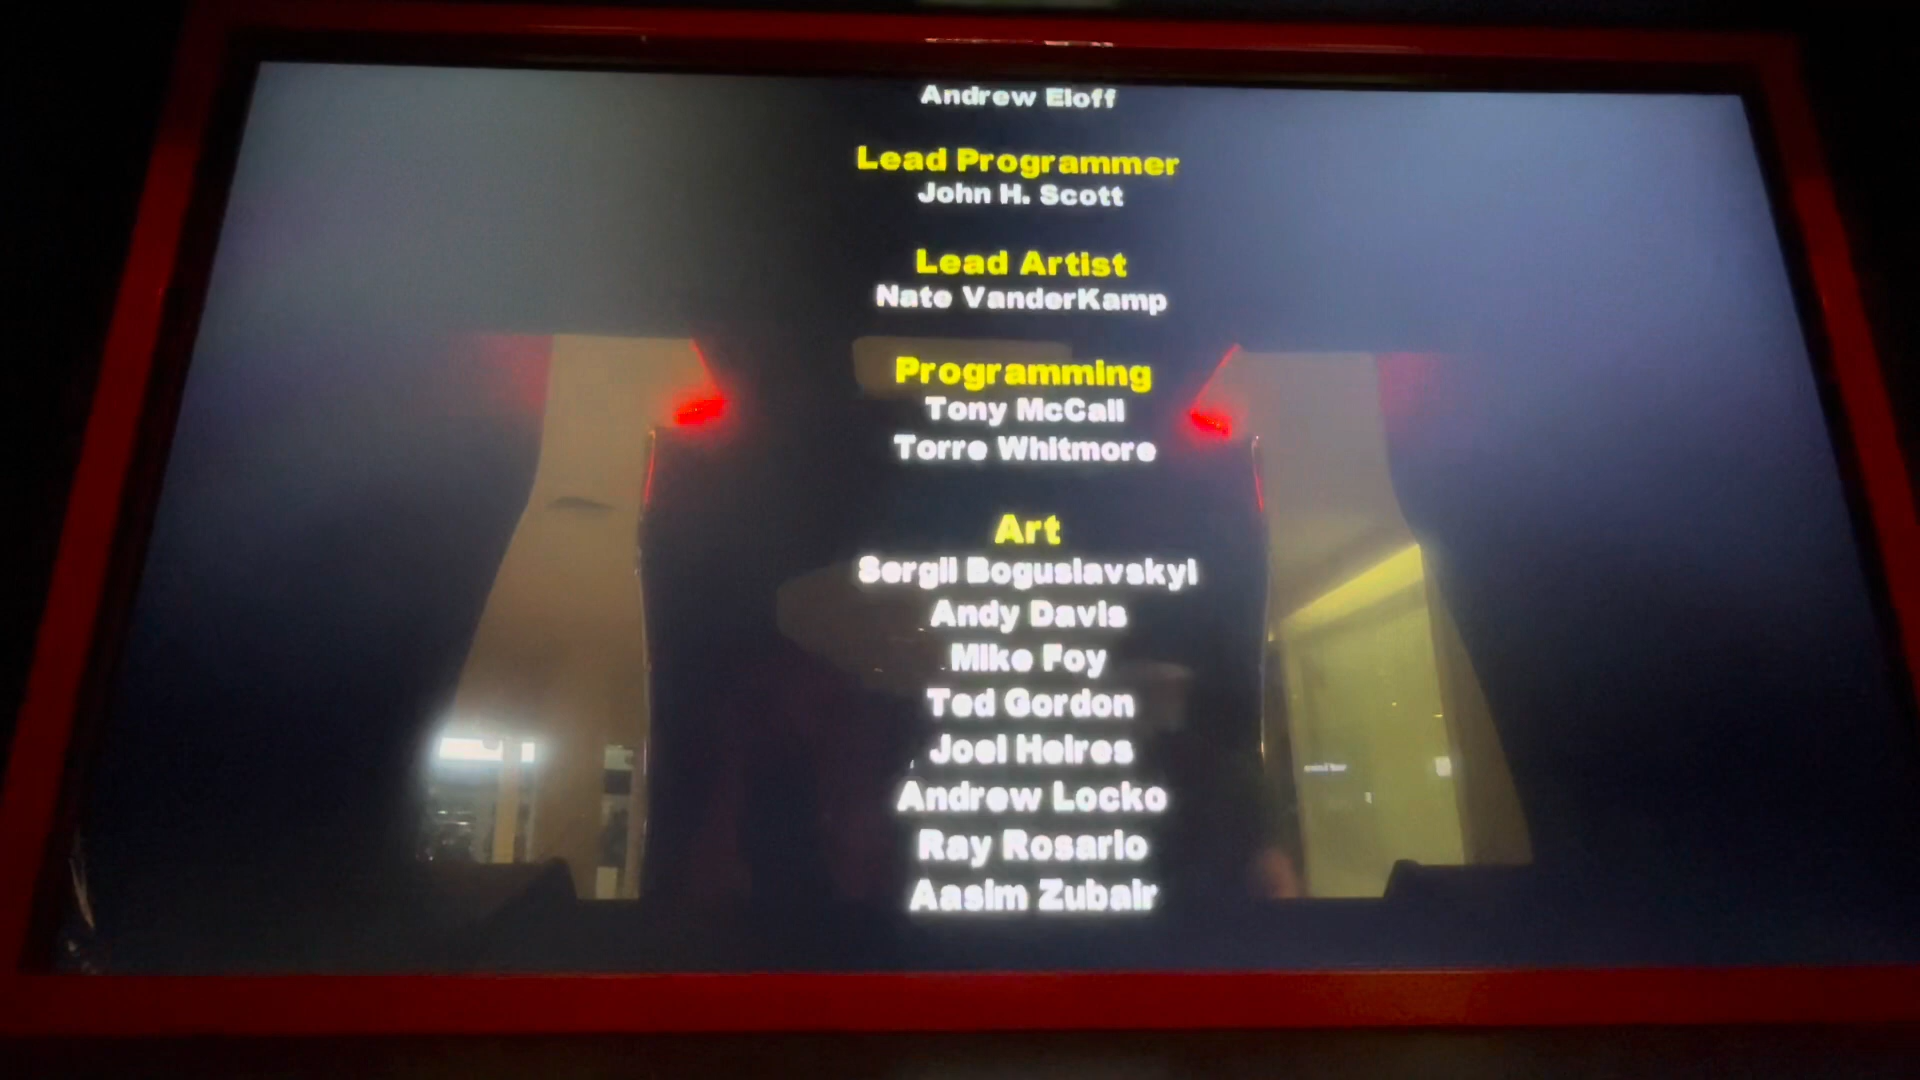 Andrew Eloff
Lead Programmer
John H. Scott
Lead Artist
Nate VanderKamp
Programming
Tony McCall
Torre Whitmore
Art
Sergii Boguslavskyi
Andy Davis
Mike Foy
Ted Gordon
Joel Heires
Andrew Locko
Ray Rosario
Aasim Zubair